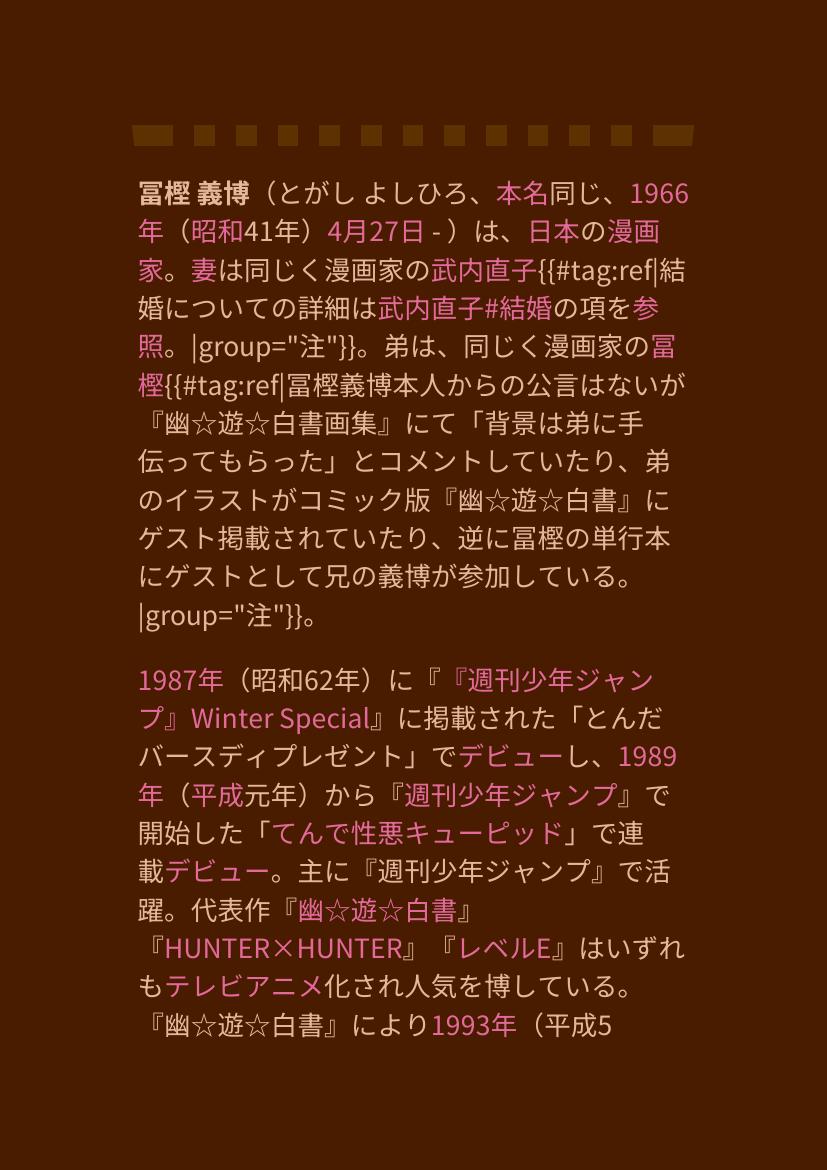 冨樫 義博（とがし よしひろ、本名同じ、1966
年（昭和41年）4月27日 - ）は、日本の漫画
家。妻は同じく漫画家の武内直子{{#tag:ref|結
婚についての詳細は武内直子#結婚の項を参
照。|group="注"}}。弟は、同じく漫画家の冨
樫{{#tag:ref|冨樫義博本人からの公言はないが
『幽☆遊☆白書画集』にて「背景は弟に手
伝ってもらった」とコメントしていたり、弟
のイラストがコミック版『幽☆遊☆白書』に
ゲスト掲載されていたり、逆に冨樫の単行本
にゲストとして兄の義博が参加している。
|group="注"}}。
1987年（昭和62年）に『『週刊少年ジャン
プ』Winter Special』に掲載された「とんだ
バースディプレゼント」でデビューし、1989
年（平成元年）から『週刊少年ジャンプ』で
開始した「てんで性悪キューピッド」で連
載デビュー。主に『週刊少年ジャンプ』で活
躍。代表作『幽☆遊☆白書』
『HUNTER×HUNTER』『レベルE』はいずれ
もテレビアニメ化され人気を博している。
『幽☆遊☆白書』により1993年（平成5